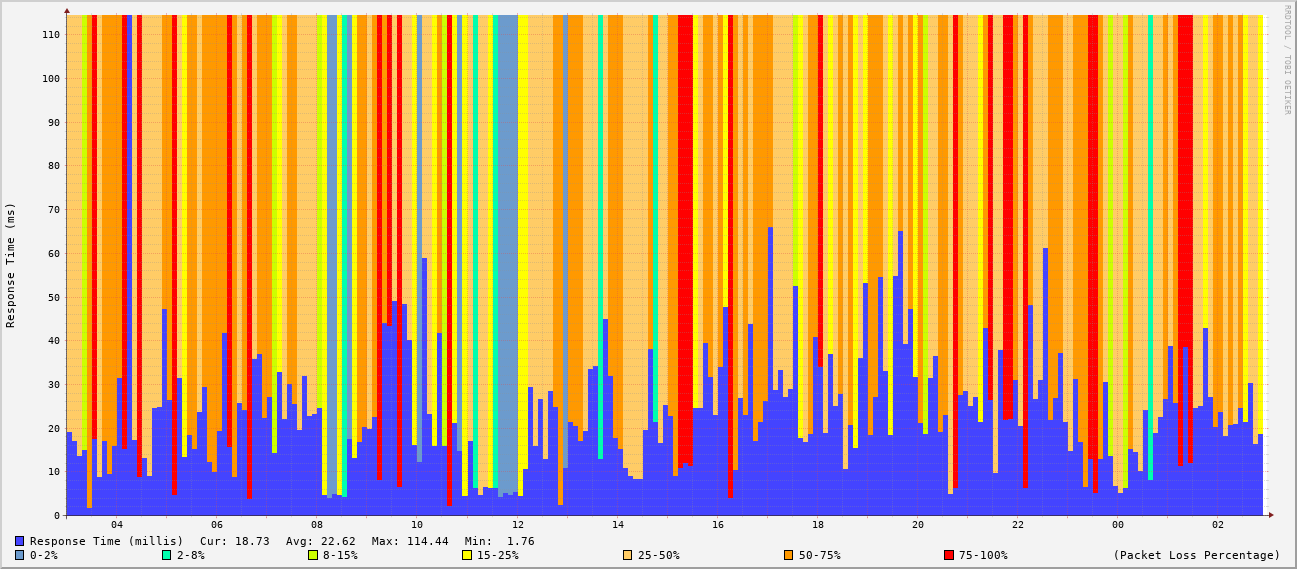 RRDTOOL / TOBI OETIKER
Response Time (ms)
110
100
90
80
70
60
50
40
30
20
10
0
04 06 08 10 12 14 16 18 20 22 00 02
Response Time (millis) Cur: 18.73 Avg: 22.62 Max: 114.44 Min: 1.76
0-2% 2-8% 8-15% 15-25% 25-50% 50-75% 75-100% (Packet Loss Percentage)